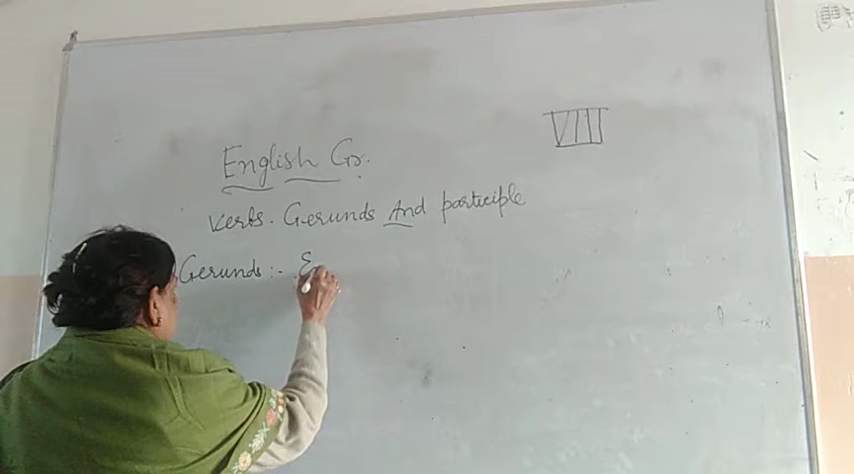 VIII
English Gr.
Verbs. Gerunds And participle
Gerunds :- E